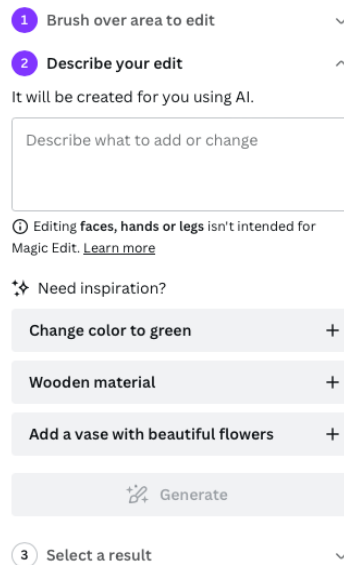 1 Brush over area to edit
2 Describe your edit
It will be created for you using AI.
Describe what to add or change
Editing faces, hands or legs isn't intended for
Magic Edit. Learn more
Need inspiration?
Change color to green
Wooden material
Add a vase with beautiful flowers
Generate
3 Select a result